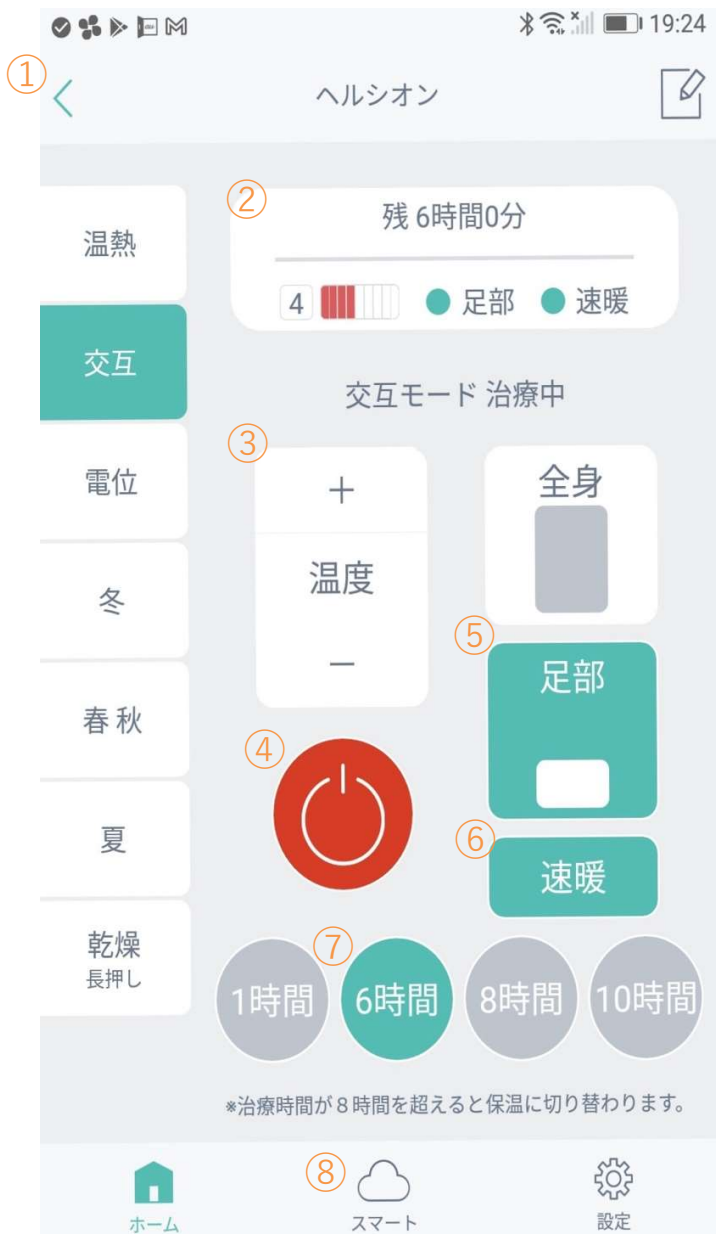 19:24
①
ヘルシオン
②
残 6時間0分
4 足部 速暖
温熱
交互
電位
冬
春 秋
夏
乾燥
長押し
交互モード 治療中
③
+
温度
−
全身
④
⑤
足部
⑥
速暖
⑦
1時間 6時間 8時間 10時間
※治療時間が8時間を超えると保温に切り替わります。
⑧
ホーム スマート 設定